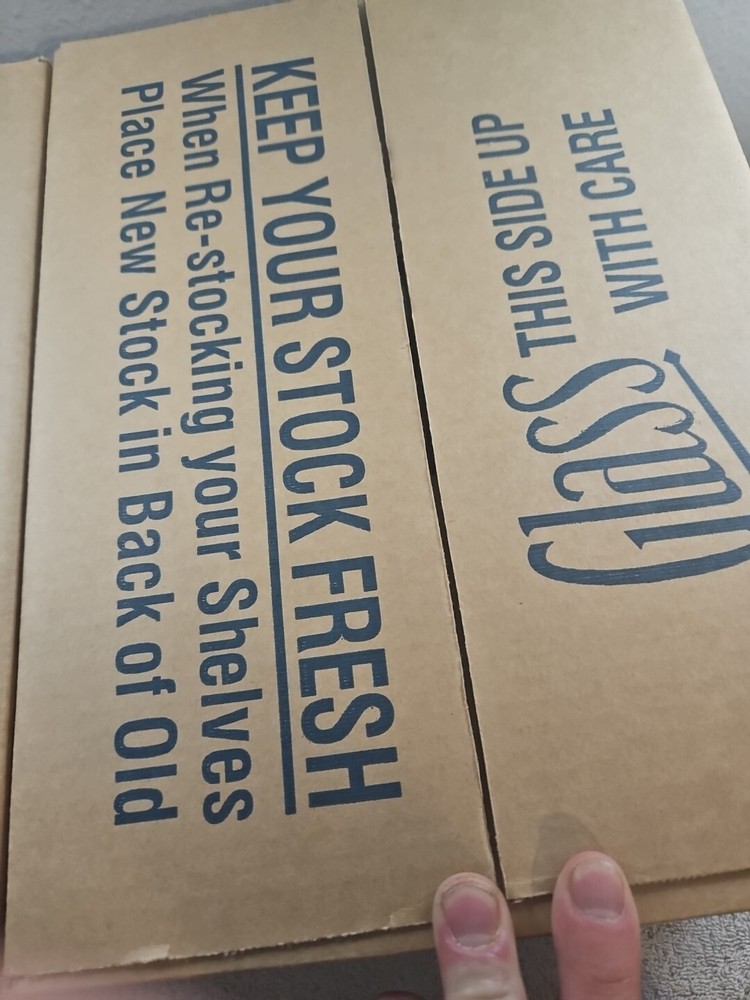 KEEP YOUR STOCK FRESH
When Re-stocking your Shelves
Place New Stock in Back of Old
Glass
THIS SIDE UP
WITH CARE